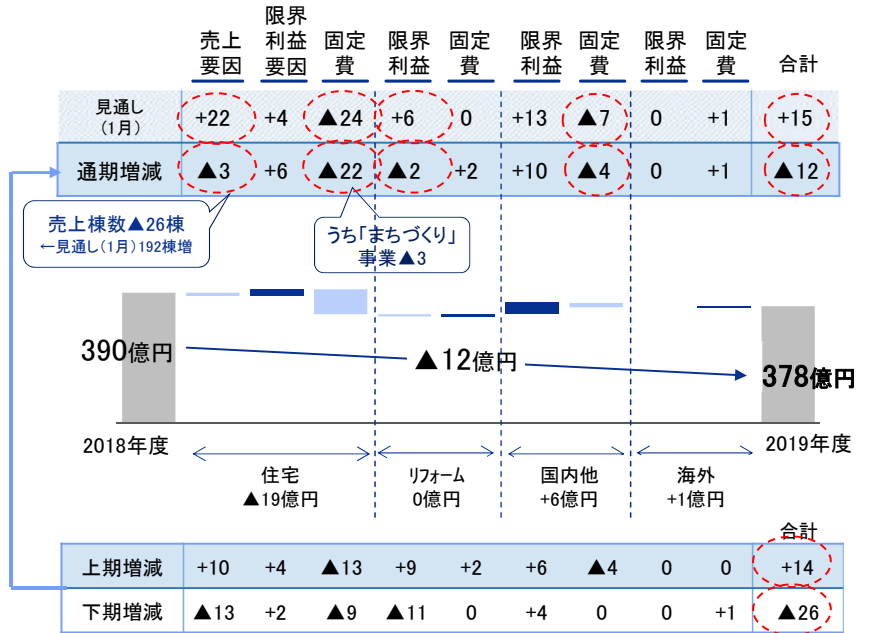 売上要因 限界利益要因 固定費 限界利益 固定費 限界利益 固定費 限界利益 固定費 合計
見通し(1月) +22 +4 ▲24 +6 0 +13 ▲7 0 +1 +15
通期増減 ▲3 +6 ▲22 ▲2 +2 +10 ▲4 0 +1 ▲12
売上棟数▲26棟
←見通し(1月)192棟増
うち「まちづくり」
事業▲3
390億円
▲12億円
378億円
2018年度
2019年度
住宅
▲19億円
リフォーム
0億円
国内他
+6億円
海外
+1億円
合計
上期増減 +10 +4 ▲13 +9 +2 +6 ▲4 0 0 +14
下期増減 ▲13 +2 ▲9 ▲11 0 +4 0 0 +1 ▲26